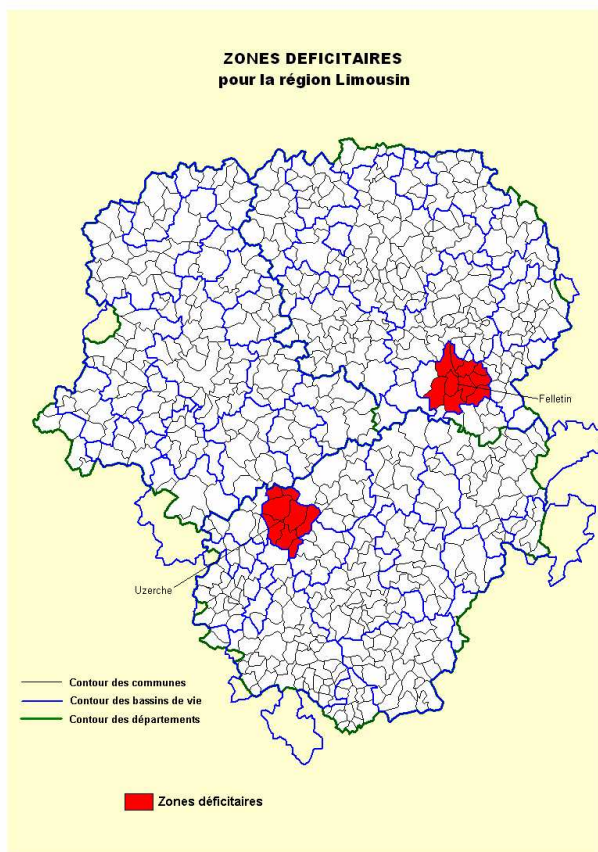 ZONES DEFICITAIRES
pour la région Limousin
Felletin
Uzerche
Contour des communes
Contour des bassins de vie
Contour des départements
Zones déficitaires